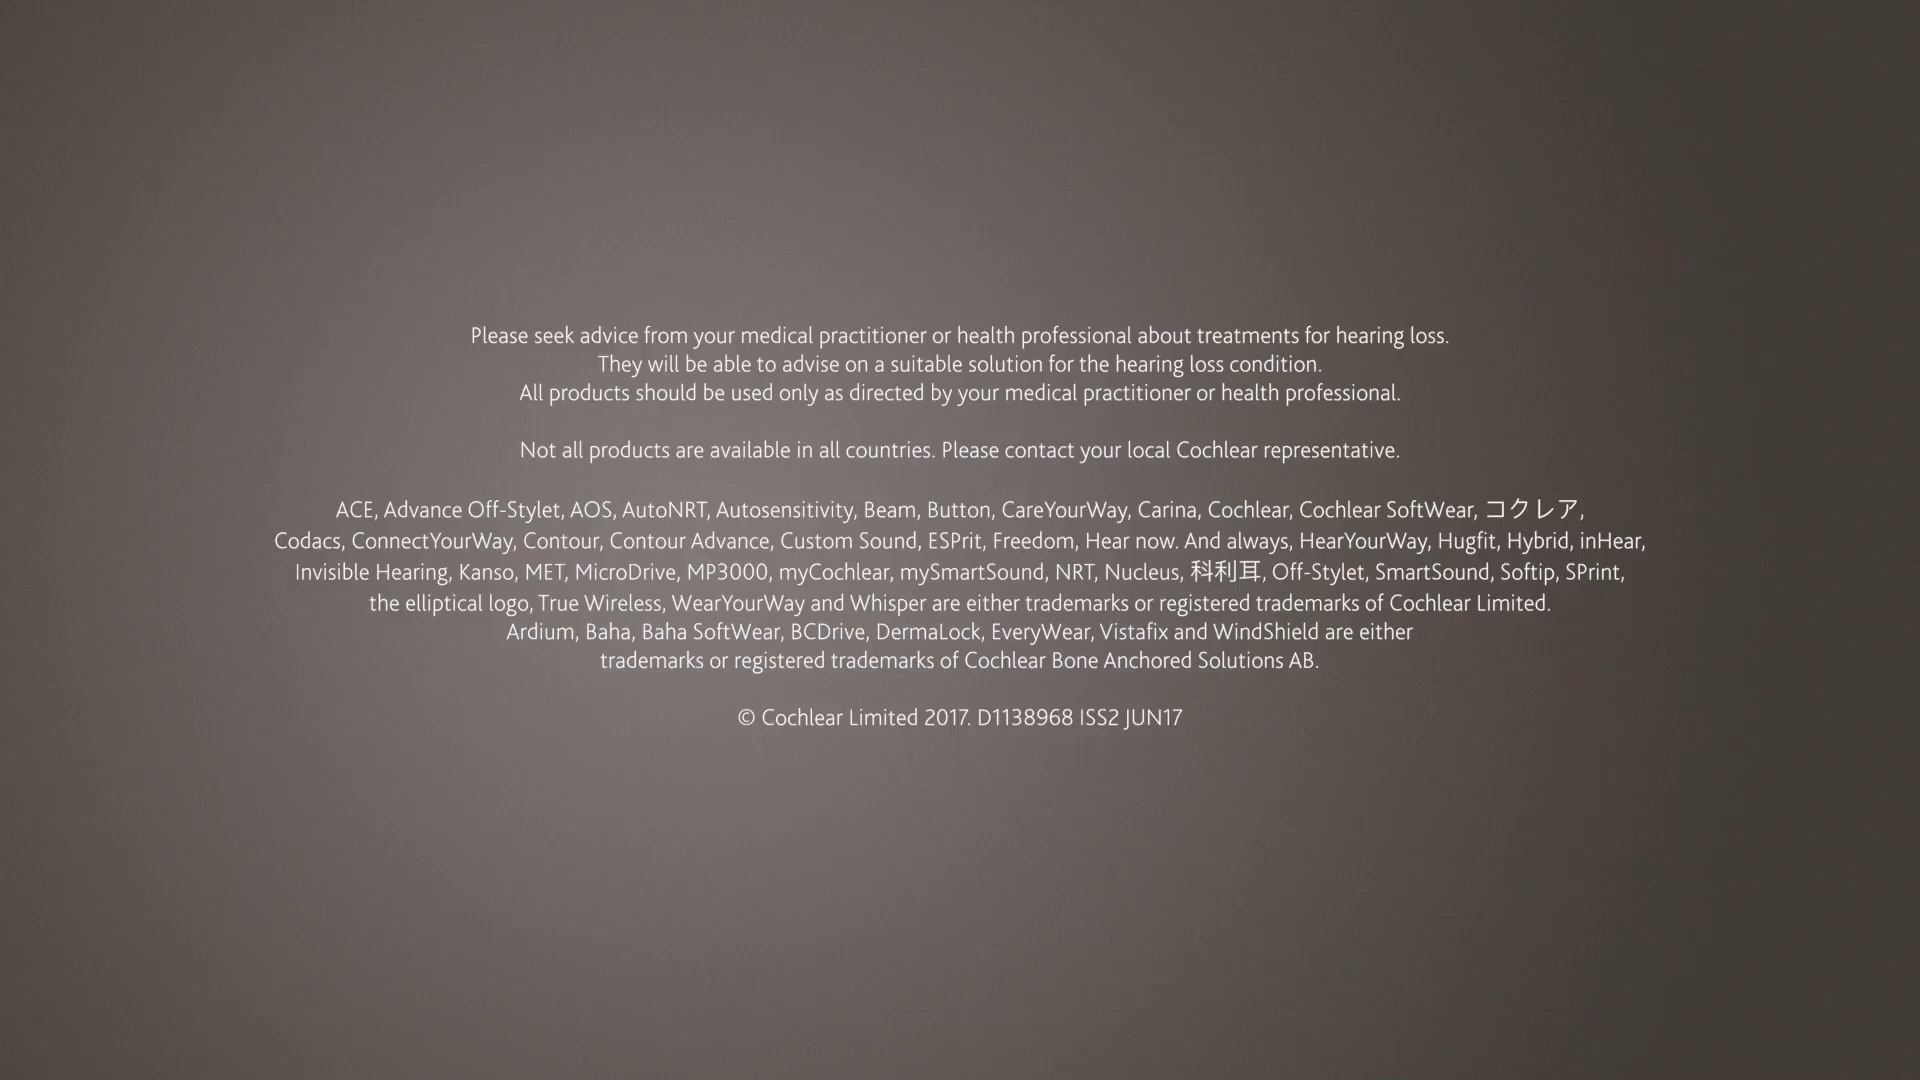 Please seek advice from your medical practitioner or health professional about treatments for hearing loss.
They will be able to advise on a suitable solution for the hearing loss condition.
All products should be used only as directed by your medical practitioner or health professional.
Not all products are available in all countries. Please contact your local Cochlear representative.
ACE, Advance Off-Stylet, AOS, AutoNRT, Autosensitivity, Beam, Button, CareYourWay, Carina, Cochlear, Cochlear SoftWear, コクレア,
Codacs, ConnectYourWay, Contour, Contour Advance, Custom Sound, ESPrit, Freedom, Hear now. And always, HearYourWay, Hugfit, Hybrid, inHear,
Invisible Hearing, Kanso, MET, MicroDrive, MP3000, myCochlear, mySmartSound, NRT, Nucleus, 科利耳, Off-Stylet, SmartSound, Softip, SPrint,
the elliptical logo, True Wireless, WearYourWay and Whisper are either trademarks or registered trademarks of Cochlear Limited.
Ardium, Baha, Baha SoftWear, BCDrive, DermaLock, EveryWear, Vistafix and WindShield are either
trademarks or registered trademarks of Cochlear Bone Anchored Solutions AB.
© Cochlear Limited 2017. D1138968 ISS2 JUN17